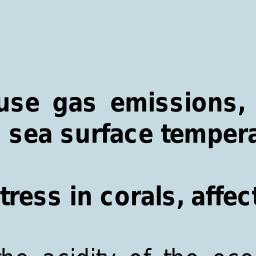 use gas emissions,
sea surface tempera
tress in corals, affect
the acidity of the oce